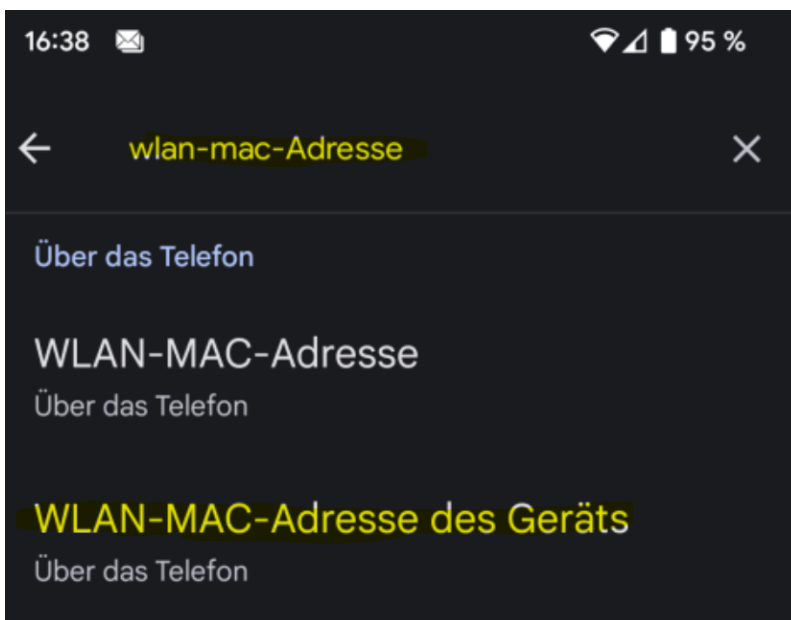 16:38 95 %
wlan-mac-Adresse
Über das Telefon
WLAN-MAC-Adresse
Über das Telefon
WLAN-MAC-Adresse des Geräts
Über das Telefon